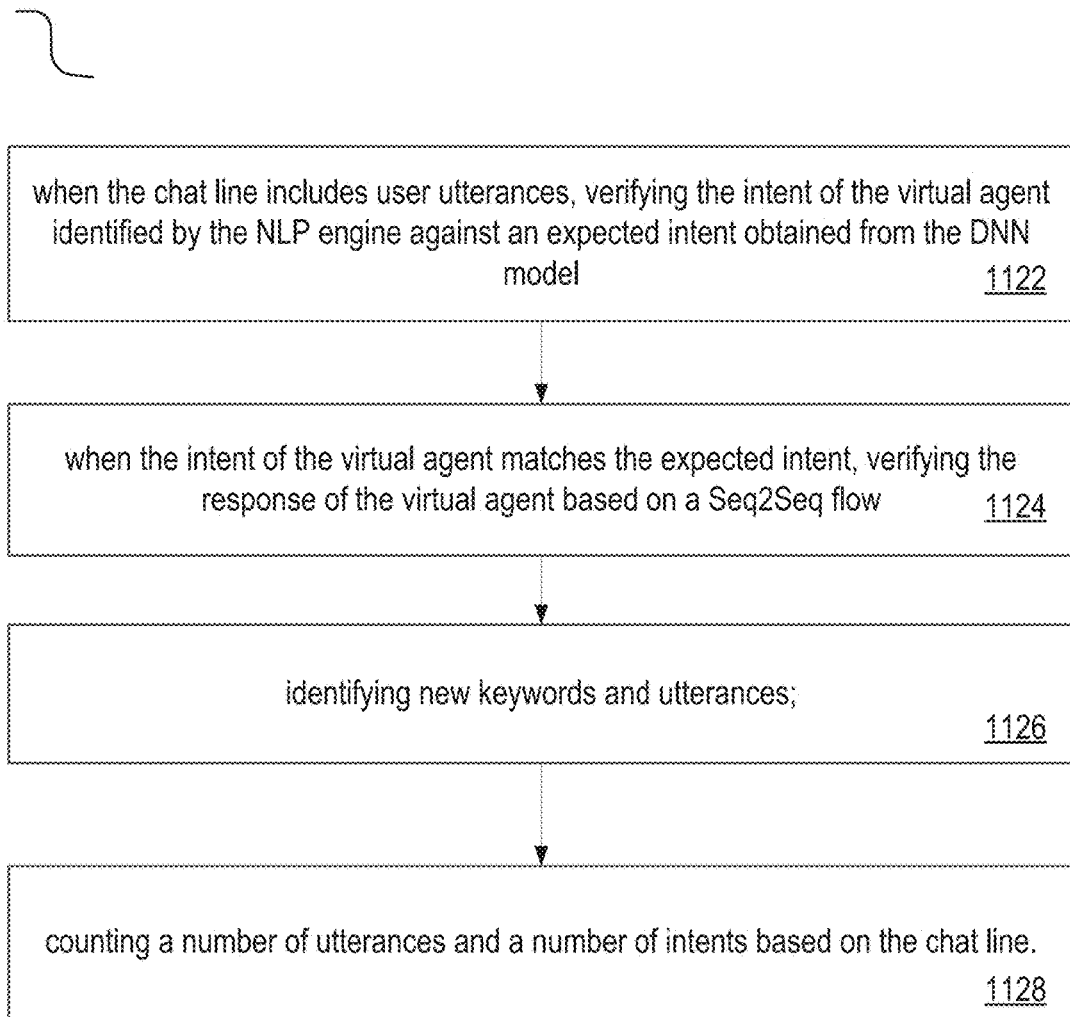 when the chat line includes user utterances, verifying the intent of the virtual agent
identified by the NLP engine against an expected intent obtained from the DNN
model
1122
when the intent of the virtual agent matches the expected intent, verifying the
response of the virtual agent based on a Seq2Seq flow
1124
identifying new keywords and utterances;
1126
counting a number of utterances and a number of intents based on the chat line.
1128